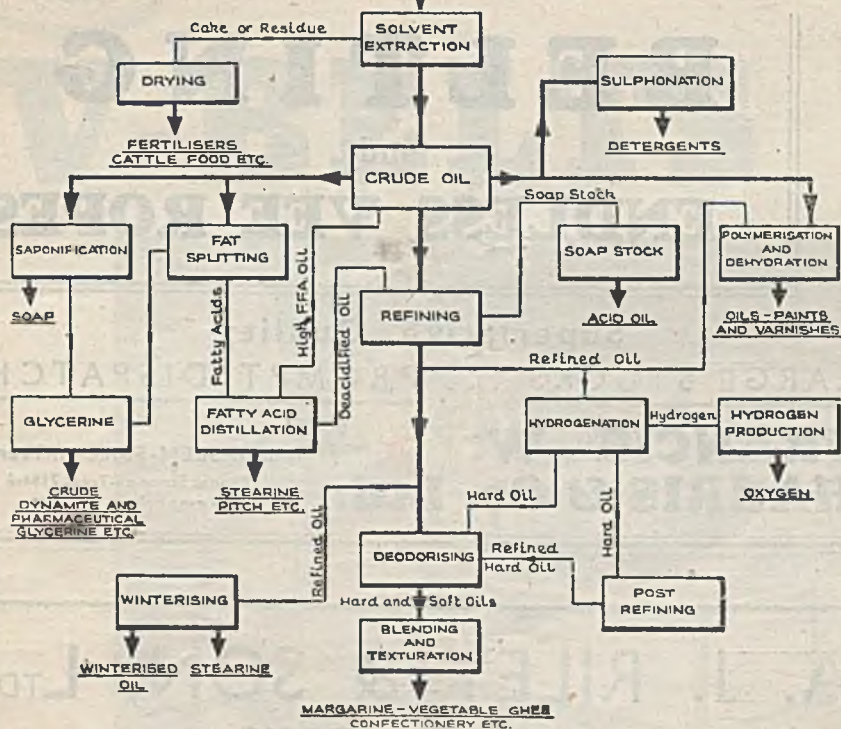 SOLVENT
EXTRACTION
Cake or Residue
DRYING
FERTILISERS
CATTLE FOOD ETC.
SULPHONATION
DETERGENTS
CRUDE OIL
Soap Stock
SAPONIFICATION
SOAP
FAT
SPLITTING
Fatty Acids
High F.F.A. Oil
Deacidified Oil
REFINING
SOAP STOCK
ACID OIL
POLYMERISATION
AND
DEHYDRATION
OILS - PAINTS
AND VARNISHES
Refined Oil
GLYCERINE
CRUDE
DYNAMITE AND
PHARMACEUTICAL
GLYCERINE ETC.
FATTY ACID
DISTILLATION
STEARINE
PITCH ETC.
HYDROGENATION
Hydrogen
HYDROGEN
PRODUCTION
OXYGEN
Hard Oil
Hard Oil
Refined Oil
DEODORISING
Refined
Hard Oil
POST
REFINING
WINTERISING
WINTERISED
OIL
STEARINE
Hard and Soft Oils
BLENDING
AND
TEXTURATION
MARGARINE - VEGETABLE GHEE
CONFECTIONERY ETC.